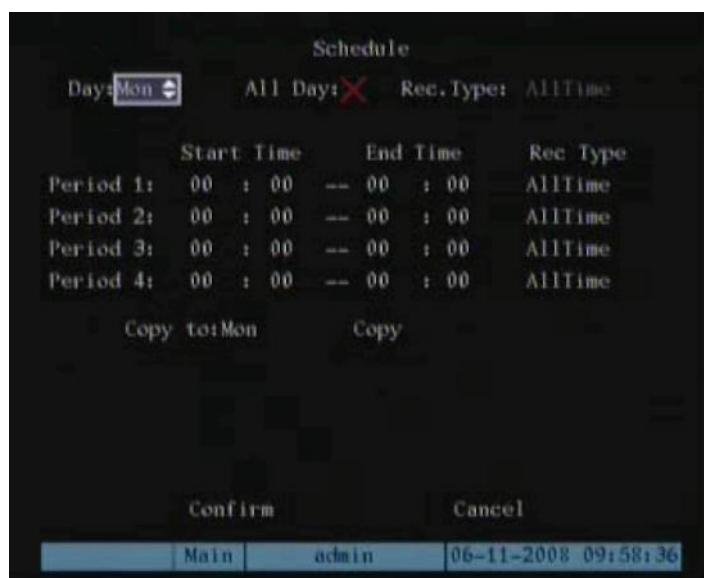 Schedule
Day: Mon All Day: Rec.Type: AllTime
Start Time End Time Rec Type
Period 1: 00 : 00 -- 00 : 00 AllTime
Period 2: 00 : 00 -- 00 : 00 AllTime
Period 3: 00 : 00 -- 00 : 00 AllTime
Period 4: 00 : 00 -- 00 : 00 AllTime
Copy to:Mon Copy
Confirm Cancel
Main admin 06-11-2008 09:58:36